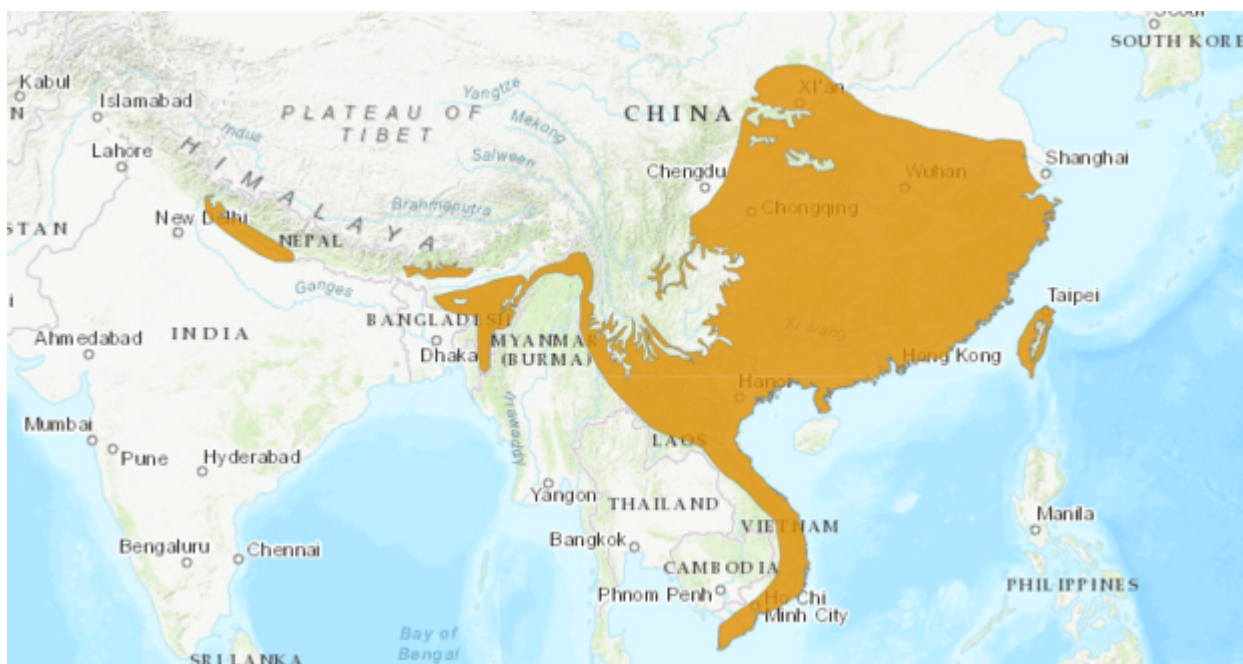 Seoul
SOUTH KORE
Kabul
N
Islamabad
Lahore
STAN
New Delhi
PLATEAU OF
TIBET
Indus
HIMALAYA
Yangtze
Mekong
Salween
Brahmaputra
CHINA
Xi'an
Chengdu
Chongqing
Wuhan
Shanghai
NEPAL
Ganges
BANGLADESH
Dhaka
INDIA
Ahmedabad
i
MYANMAR
(BURMA)
Irrawaddy
Xi Jiang
Hong Kong
Taipei
Hanoi
LAOS
Mumbai
Pune
Hyderabad
Yangon
THAILAND
VIETNAM
Bengaluru
Chennai
Bangkok
CAMBODIA
Phnom Penh
Ho Chi
Minh City
Manila
PHILIPPINES
Bay of
Bengal
SRI LANKA